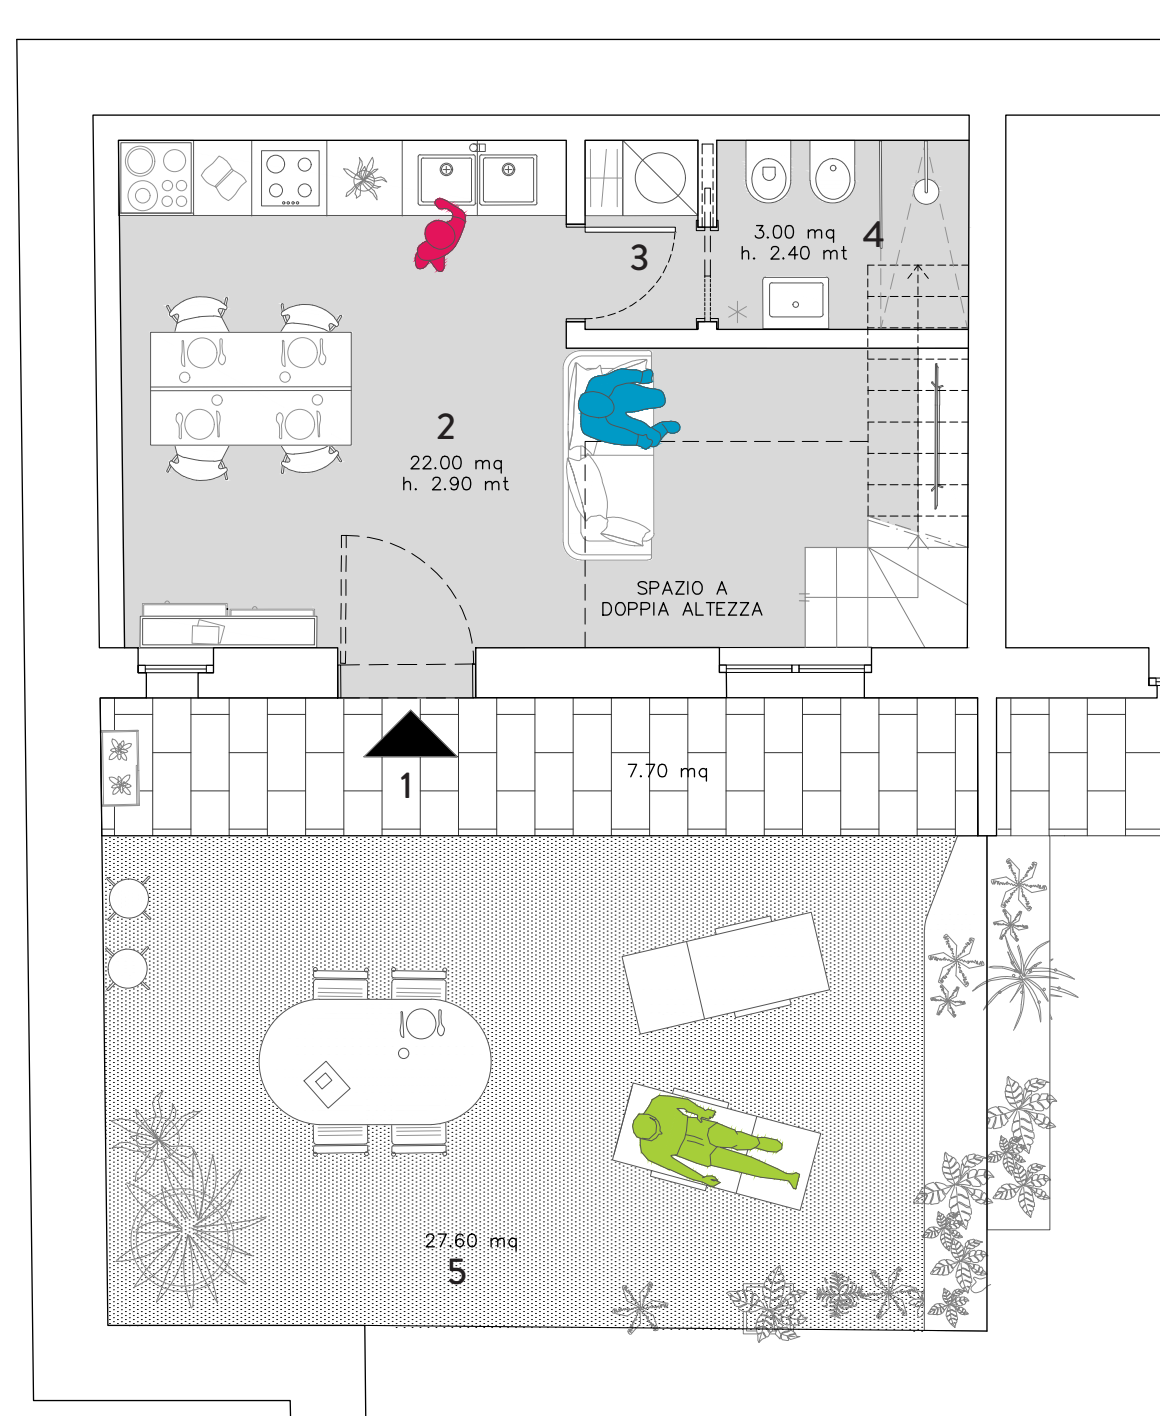 3
3.00 mq
4
h. 2.40 mt
2
22.00 mq
h. 2.90 mt
SPAZIO A
DOPPIA ALTEZZA
1
7.70 mq
27.60 mq
5